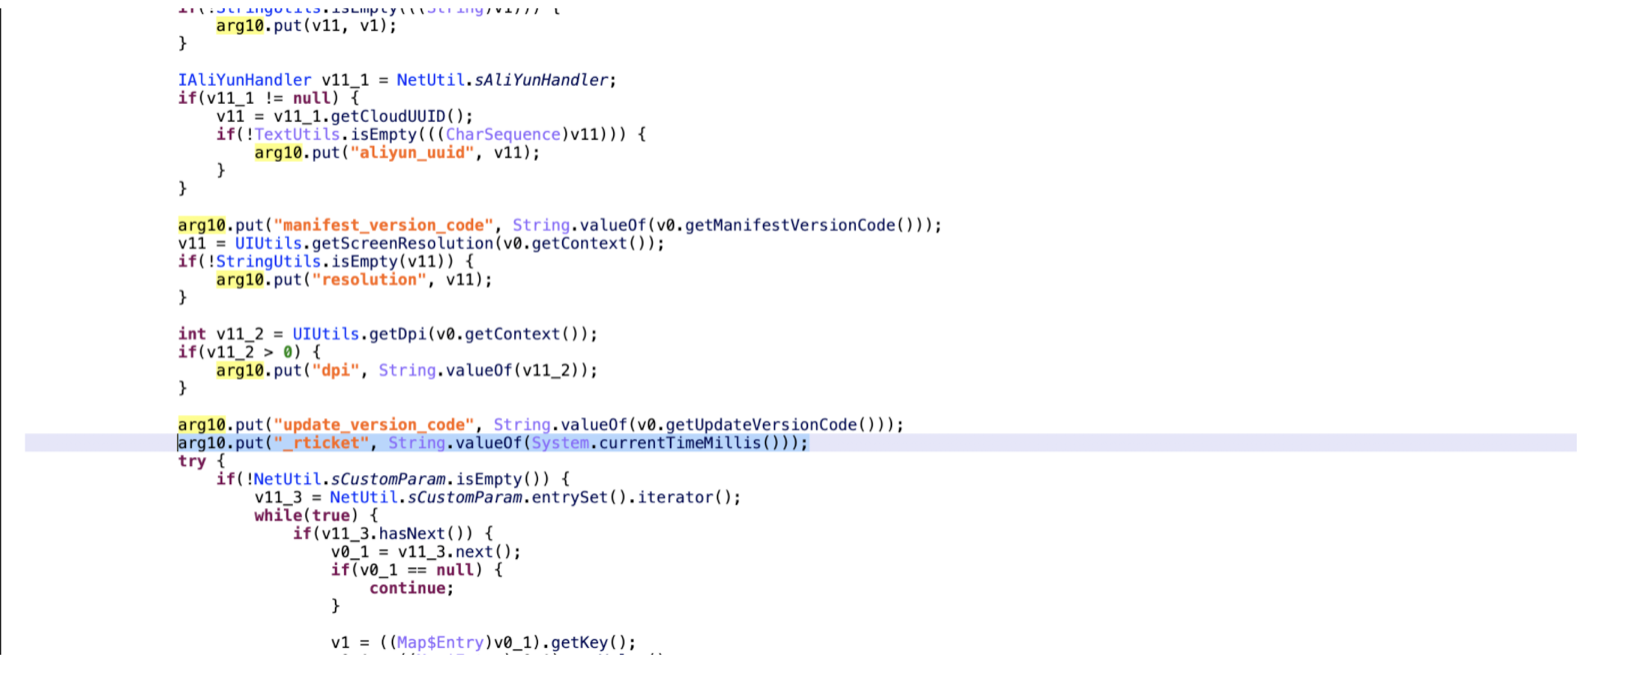 if(!StringUtils.isEmpty(((String)v1))) {
arg10.put(v11, v1);
}
IAliYunHandler v11_1 = NetUtil.sAliYunHandler;
if(v11_1 != null) {
v11 = v11_1.getCloudUUID();
if(!TextUtils.isEmpty(((CharSequence)v11))) {
arg10.put("aliyun_uuid", v11);
}
}
arg10.put("manifest_version_code", String.valueOf(v0.getManifestVersionCode()));
v11 = UIUtils.getScreenResolution(v0.getContext());
if(!StringUtils.isEmpty(v11)) {
arg10.put("resolution", v11);
}
int v11_2 = UIUtils.getDpi(v0.getContext());
if(v11_2 > 0) {
arg10.put("dpi", String.valueOf(v11_2));
}
arg10.put("update_version_code", String.valueOf(v0.getUpdateVersionCode()));
arg10.put("_rticket", String.valueOf(System.currentTimeMillis()));
try {
if(!NetUtil.sCustomParam.isEmpty()) {
v11_3 = NetUtil.sCustomParam.entrySet().iterator();
while(true) {
if(v11_3.hasNext()) {
v0_1 = v11_3.next();
if(v0_1 == null) {
continue;
}
v1 = ((Map$Entry)v0_1).getKey();